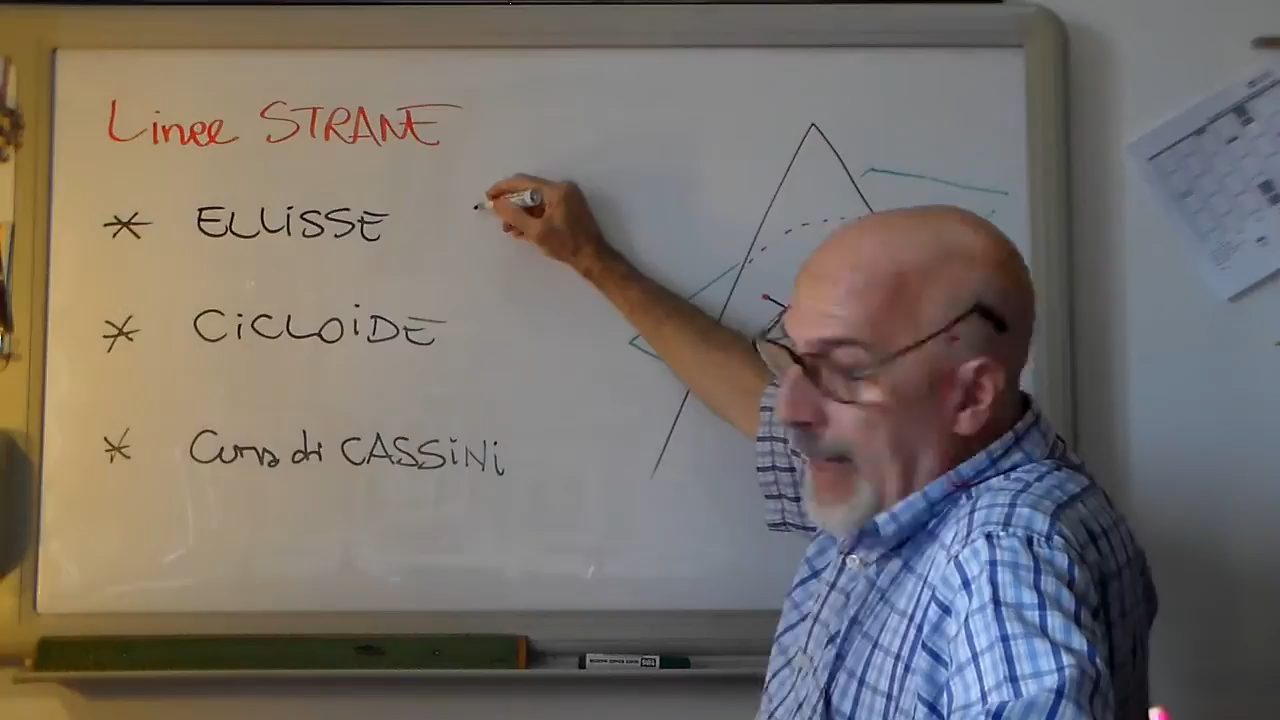 Linee STRANE
* ELLiSSE
* CiCLOiDE
* Curva di CASSiNi